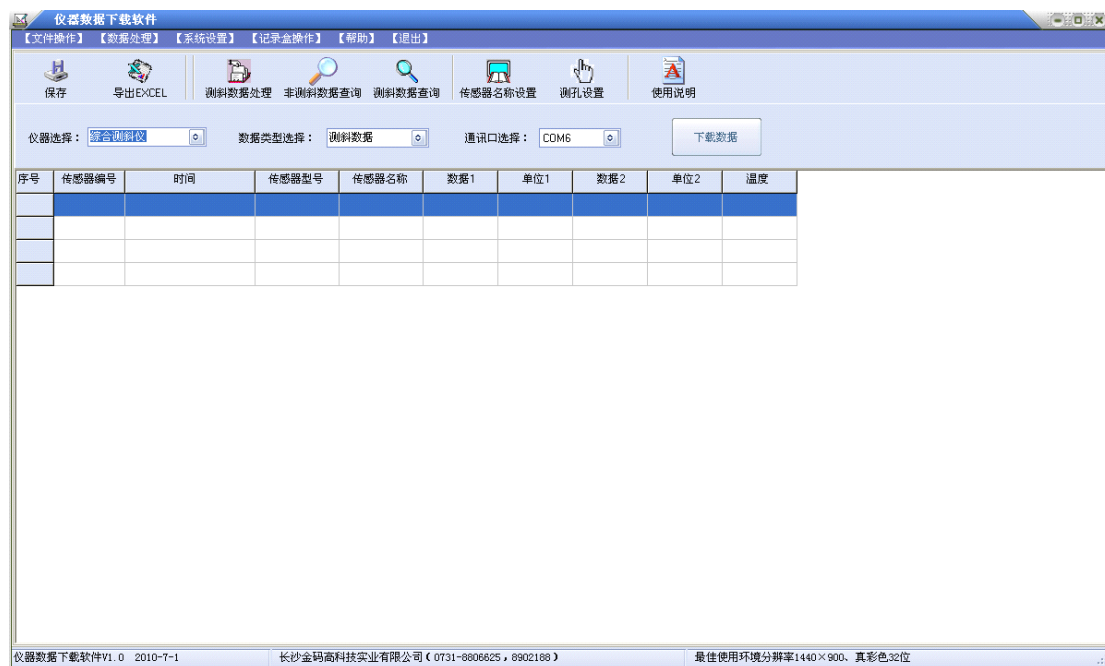 仪器数据下载软件
【文件操作】 【数据处理】 【系统设置】 【记录盒操作】 【帮助】 【退出】
保存 导出EXCEL 测斜数据处理 非测斜数据查询 测斜数据查询 传感器名称设置 测孔设置 使用说明
仪器选择： 综合测斜仪 数据类型选择： 测斜数据 通讯口选择： COM6 下载数据
序号 传感器编号 时间 传感器型号 传感器名称 数据1 单位1 数据2 单位2 温度
仪器数据下载软件V1.0 2010-7-1 长沙金码高科技实业有限公司(0731-8806625，8902188) 最佳使用环境分辨率1440×900、真彩色32位